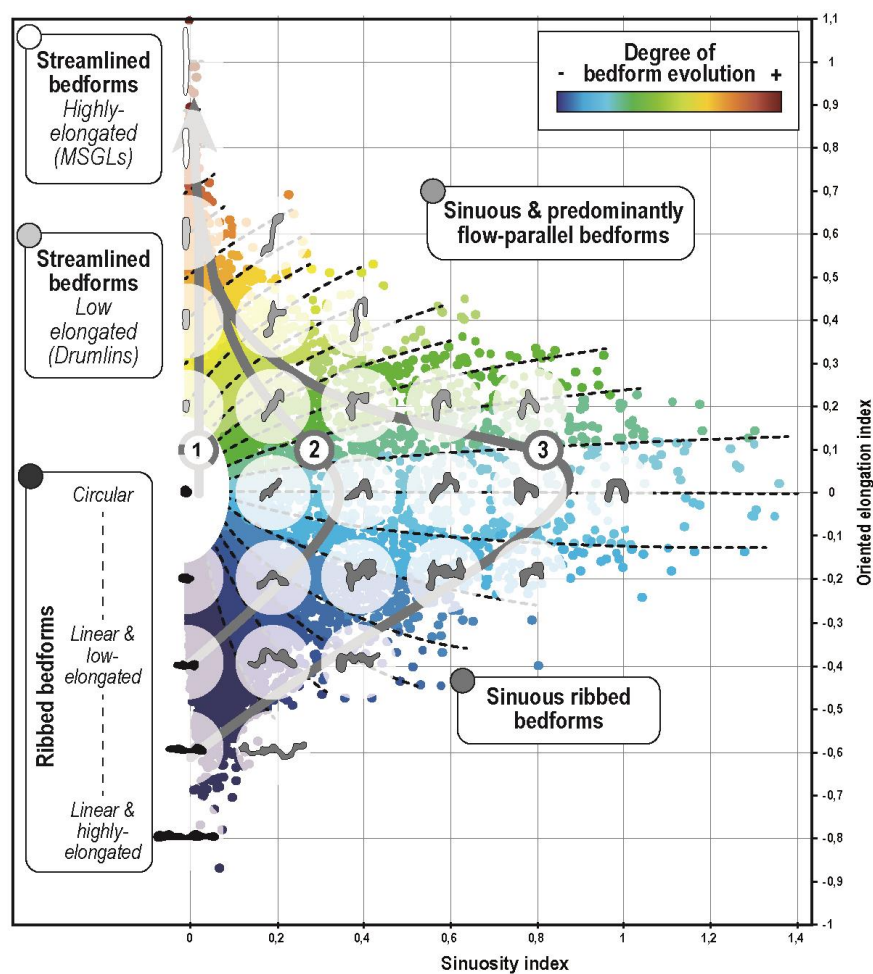 Streamlined
bedforms
Highly-
elongated
(MSGLs)
Degree of
- bedform evolution +
Sinuous & predominantly
flow-parallel bedforms
Streamlined
bedforms
Low
elongated
(Drumlins)
1
2
3
Ribbed bedforms
Circular
Linear &
low-
elongated
Linear &
highly-
elongated
Sinuous ribbed
bedforms
1,1
1
0,9
0,8
0,7
0,6
0,5
0,4
0,3
0,2
0,1
0
-0,1
-0,2
-0,3
-0,4
-0,5
-0,6
-0,7
-0,8
-0,9
-1
Oriented elongation index
0
0,2
0,4
0,6
0,8
1
1,2
1,4
Sinuosity index